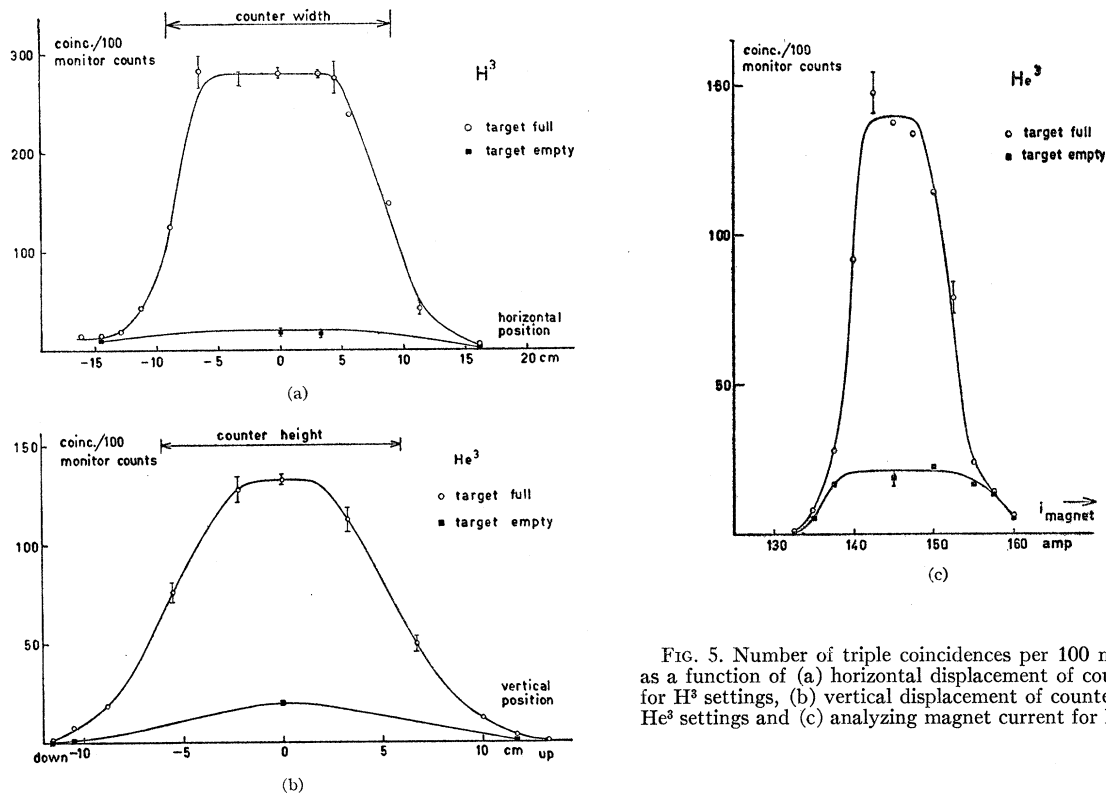 counter width
coinc./100
monitor counts
300
200
100
H³
target full
target empty
horizontal
position
-15
-10
-5
0
5
10
15
20 cm
(a)
counter height
coinc./100
monitor counts
150
100
50
He³
target full
target empty
vertical
position
down
-10
-5
0
5
10
cm
up
(b)
coinc./100
monitor counts
150
100
50
He³
target full
target empty
i magnet
130
140
150
160
amp
(c)
FIG. 5. Number of triple coincidences per 100
as a function of (a) horizontal displacement of
for H³ settings, (b) vertical displacement of
He³ settings and (c) analyzing magnet current for